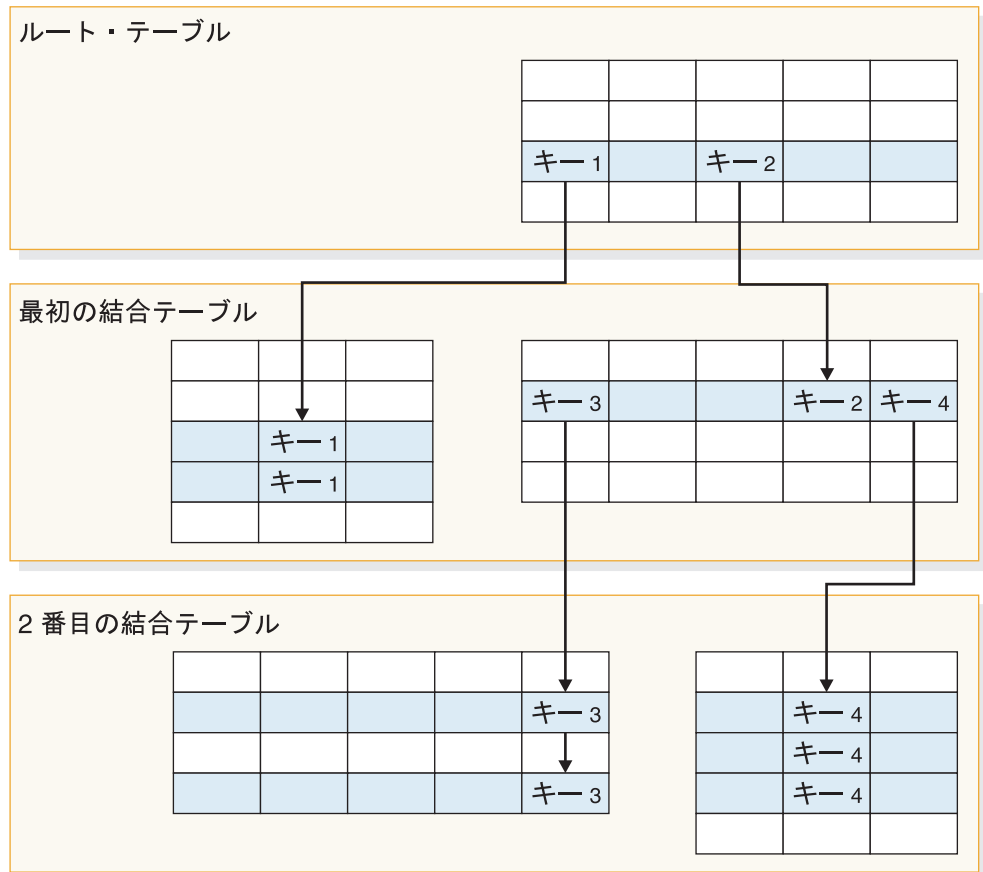 ルート・テーブル
キー 1 キー 2
最初の結合テーブル
キー 3 キー 2 キー 4
キー 1
キー 1
2 番目の結合テーブル
キー 3
キー 3
キー 4
キー 4
キー 4